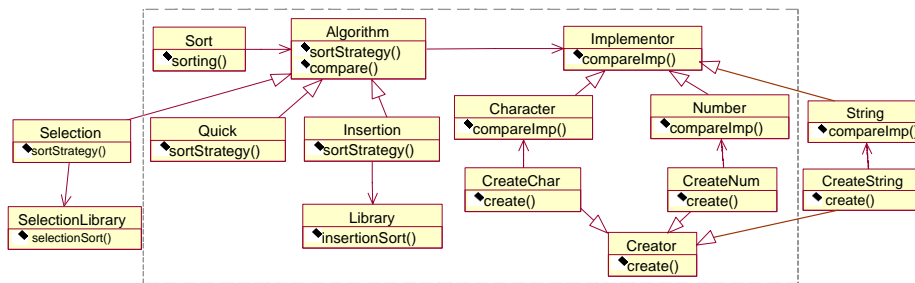 Sort
sorting()
Algorithm
sortStrategy()
compare()
Implementor
compareImp()
Selection
sortStrategy()
Quick
sortStrategy()
Insertion
sortStrategy()
Character
compareImp()
Number
compareImp()
String
compareImp()
SelectionLibrary
selectionSort()
Library
insertionSort()
CreateChar
create()
CreateNum
create()
CreateString
create()
Creator
create()